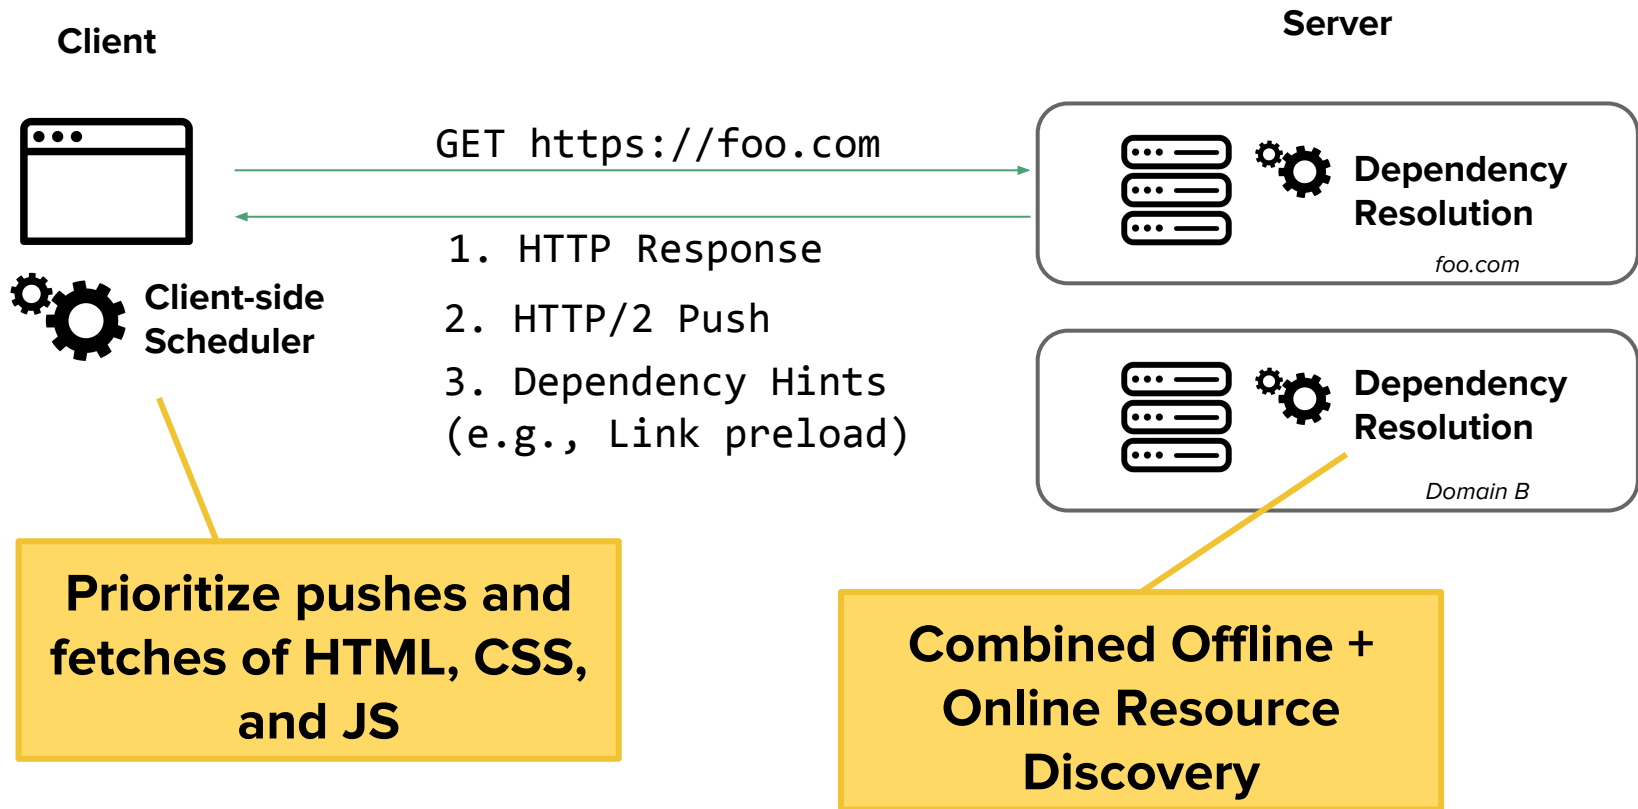 Client
Server
GET https://foo.com
1. HTTP Response
2. HTTP/2 Push
3. Dependency Hints
(e.g., Link preload)
Client-side
Scheduler
Dependency
Resolution
foo.com
Dependency
Resolution
Domain B
Prioritize pushes and
fetches of HTML, CSS,
and JS
Combined Offline +
Online Resource
Discovery